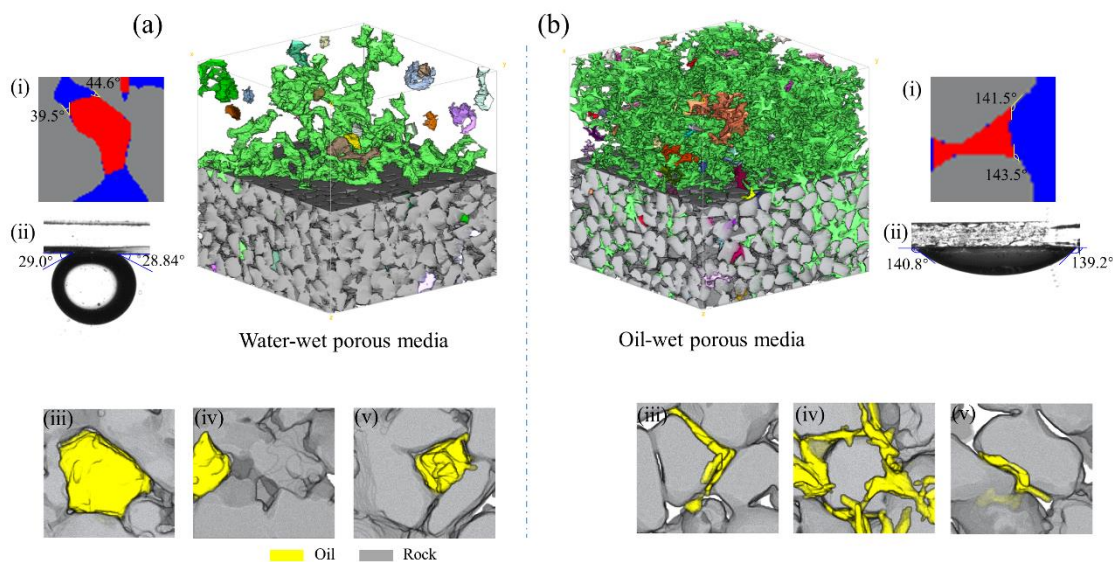 (a)
(b)
(i)
44.6°
39.5°
(ii)
29.0°
28.84°
(i)
141.5°
143.5°
(ii)
140.8°
139.2°
Water-wet porous media
Oil-wet porous media
(iii)
(iv)
(v)
(iii)
(iv)
(v)
Oil
Rock